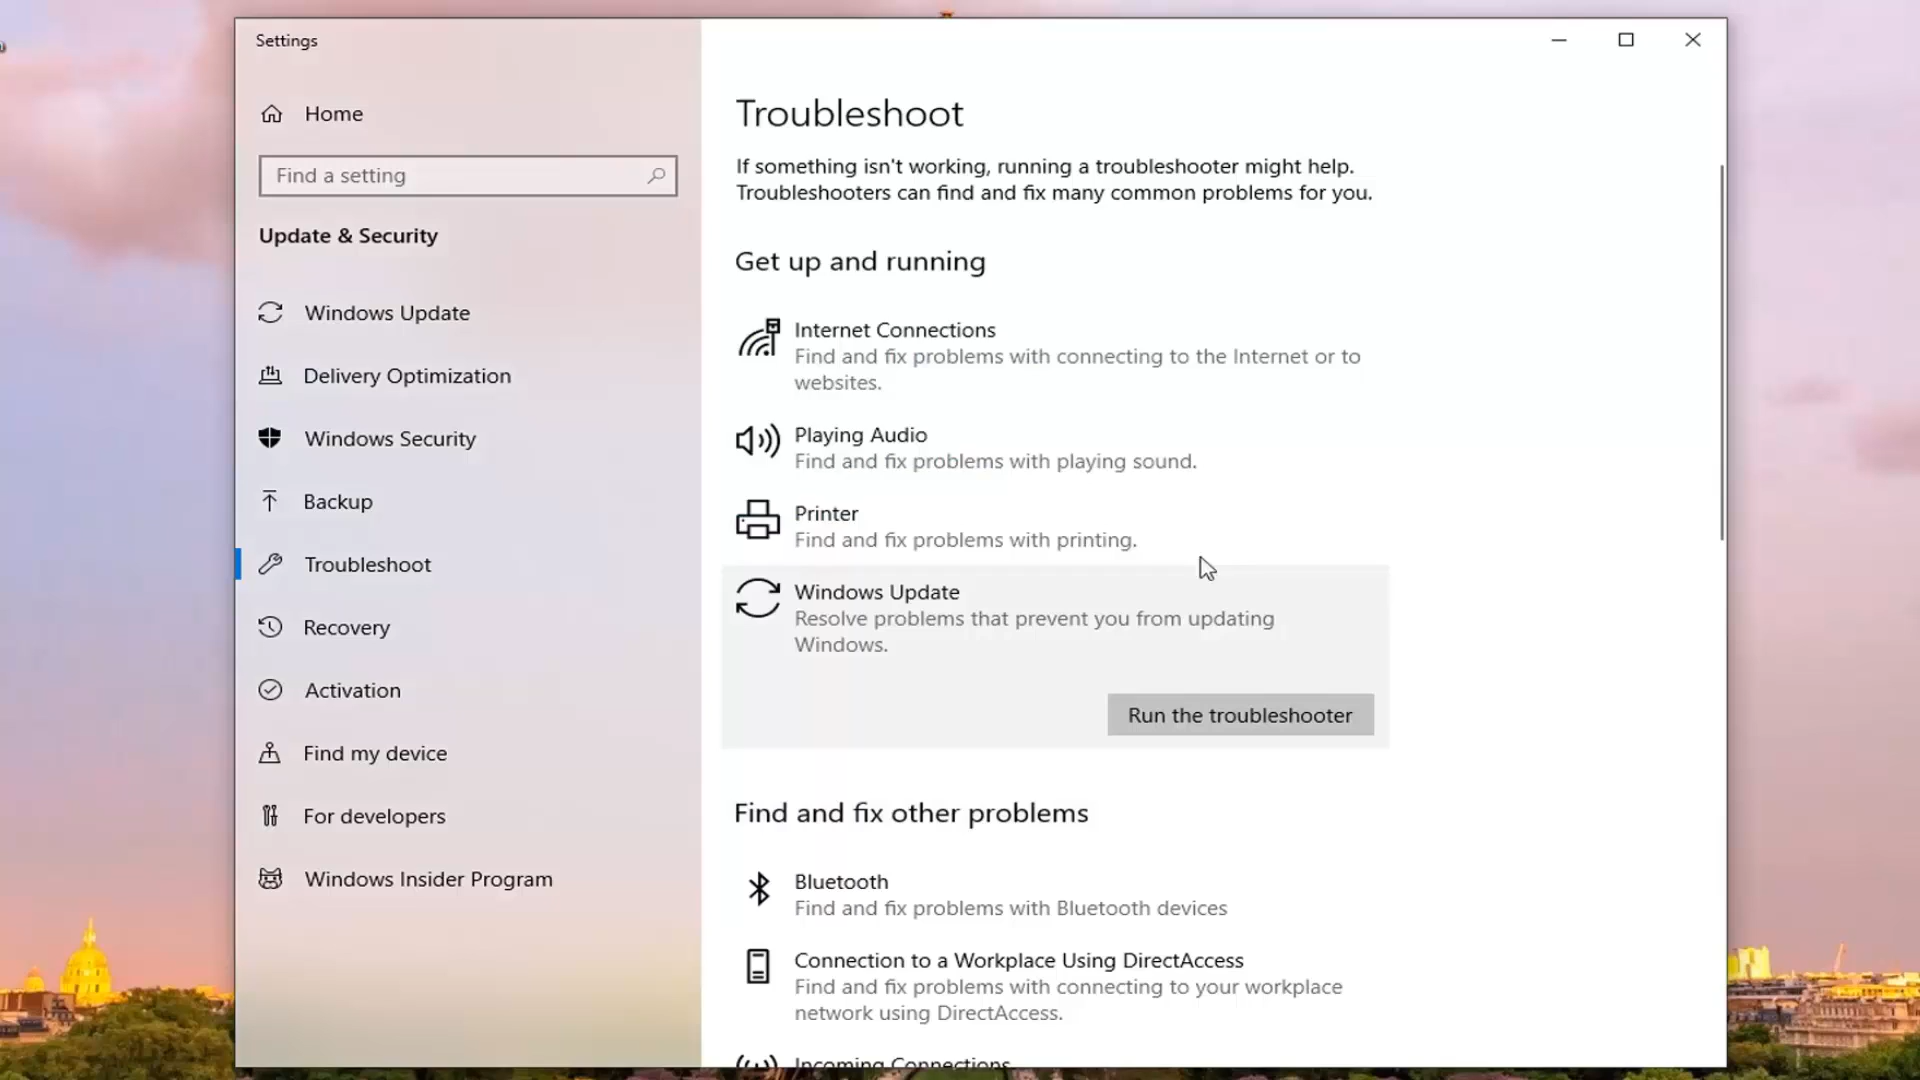 Settings
Home
Find a setting
Update & Security
Windows Update
Delivery Optimization
Windows Security
Backup
Troubleshoot
Recovery
Activation
Find my device
For developers
Windows Insider Program
Troubleshoot
If something isn't working, running a troubleshooter might help.
Troubleshooters can find and fix many common problems for you.
Get up and running
Internet Connections
Find and fix problems with connecting to the Internet or to
websites.
Playing Audio
Find and fix problems with playing sound.
Printer
Find and fix problems with printing.
Windows Update
Resolve problems that prevent you from updating
Windows.
Run the troubleshooter
Find and fix other problems
Bluetooth
Find and fix problems with Bluetooth devices
Connection to a Workplace Using DirectAccess
Find and fix problems with connecting to your workplace
network using DirectAccess.
Incoming Connections